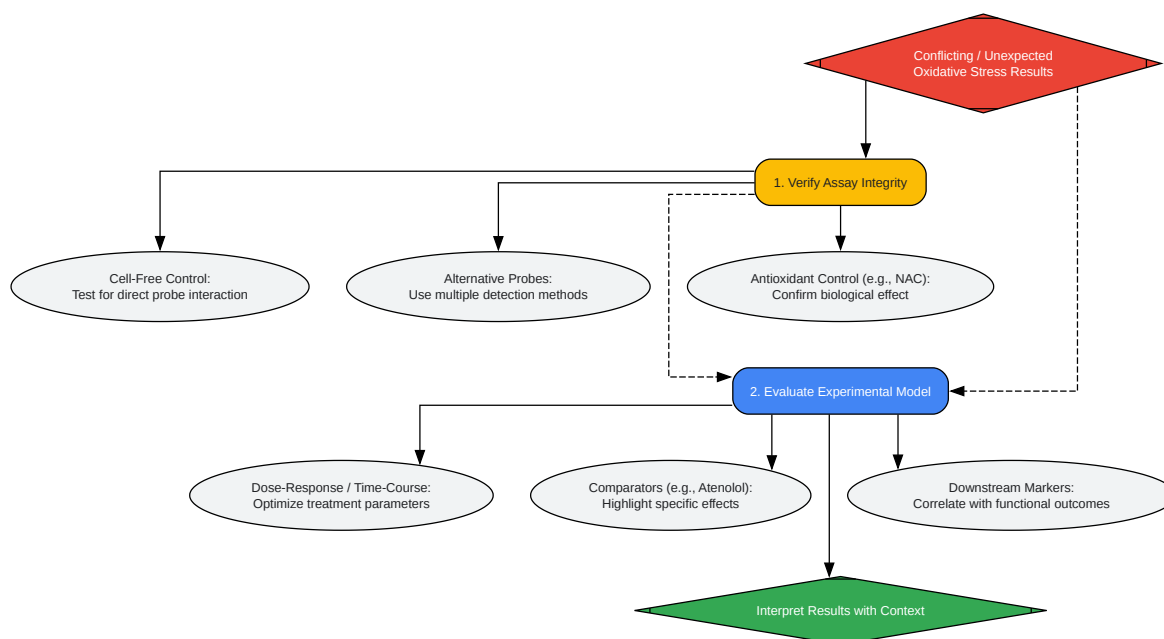 Conflicting / Unexpected
Oxidative Stress Results
1. Verify Assay Integrity
Cell-Free Control:
Test for direct probe interaction
Alternative Probes:
Use multiple detection methods
Antioxidant Control (e.g., NAC):
Confirm biological effect
2. Evaluate Experimental Model
Dose-Response / Time-Course:
Optimize treatment parameters
Comparators (e.g., Atenolol):
Highlight specific effects
Downstream Markers:
Correlate with functional outcomes
Interpret Results with Context